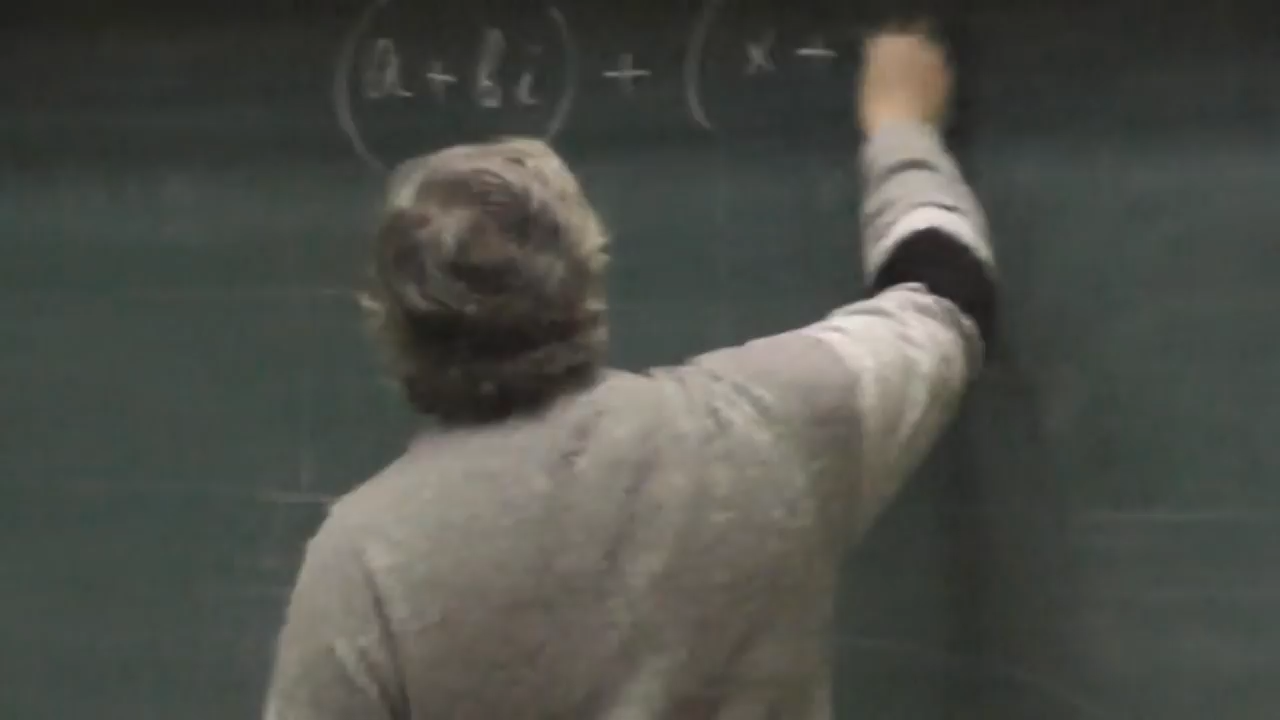 (a+bi) + ( x +